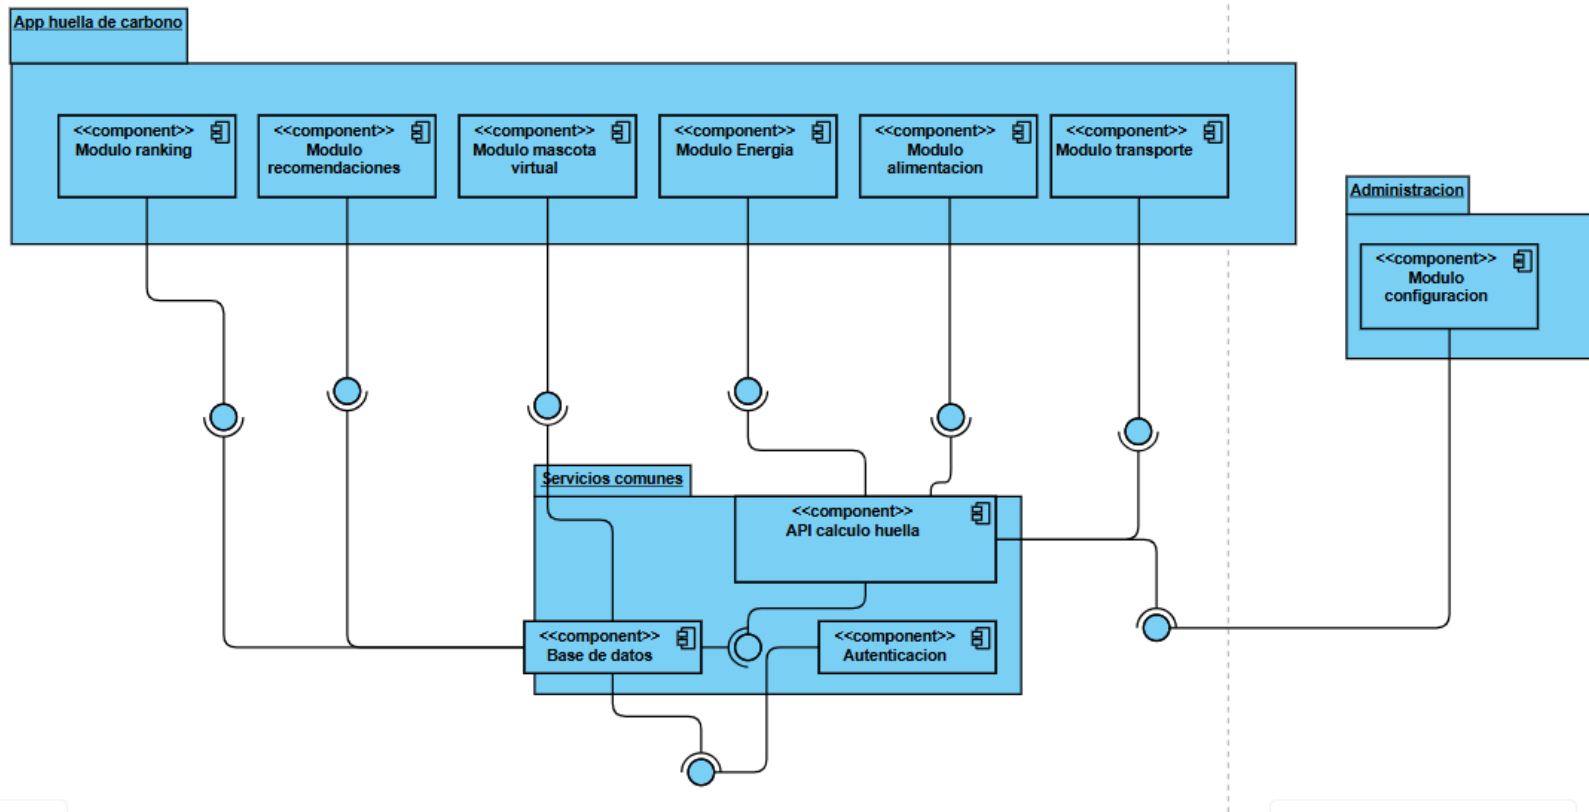 App huella de carbono
<<component>>
Modulo ranking
<<component>>
Modulo
recomendaciones
<<component>>
Modulo mascota
virtual
<<component>>
Modulo Energia
<<component>>
Modulo
alimentacion
<<component>>
Modulo transporte
Administracion
<<component>>
Modulo
configuracion
Servicios comunes
<<component>>
API calculo huella
<<component>>
Base de datos
<<component>>
Autenticacion